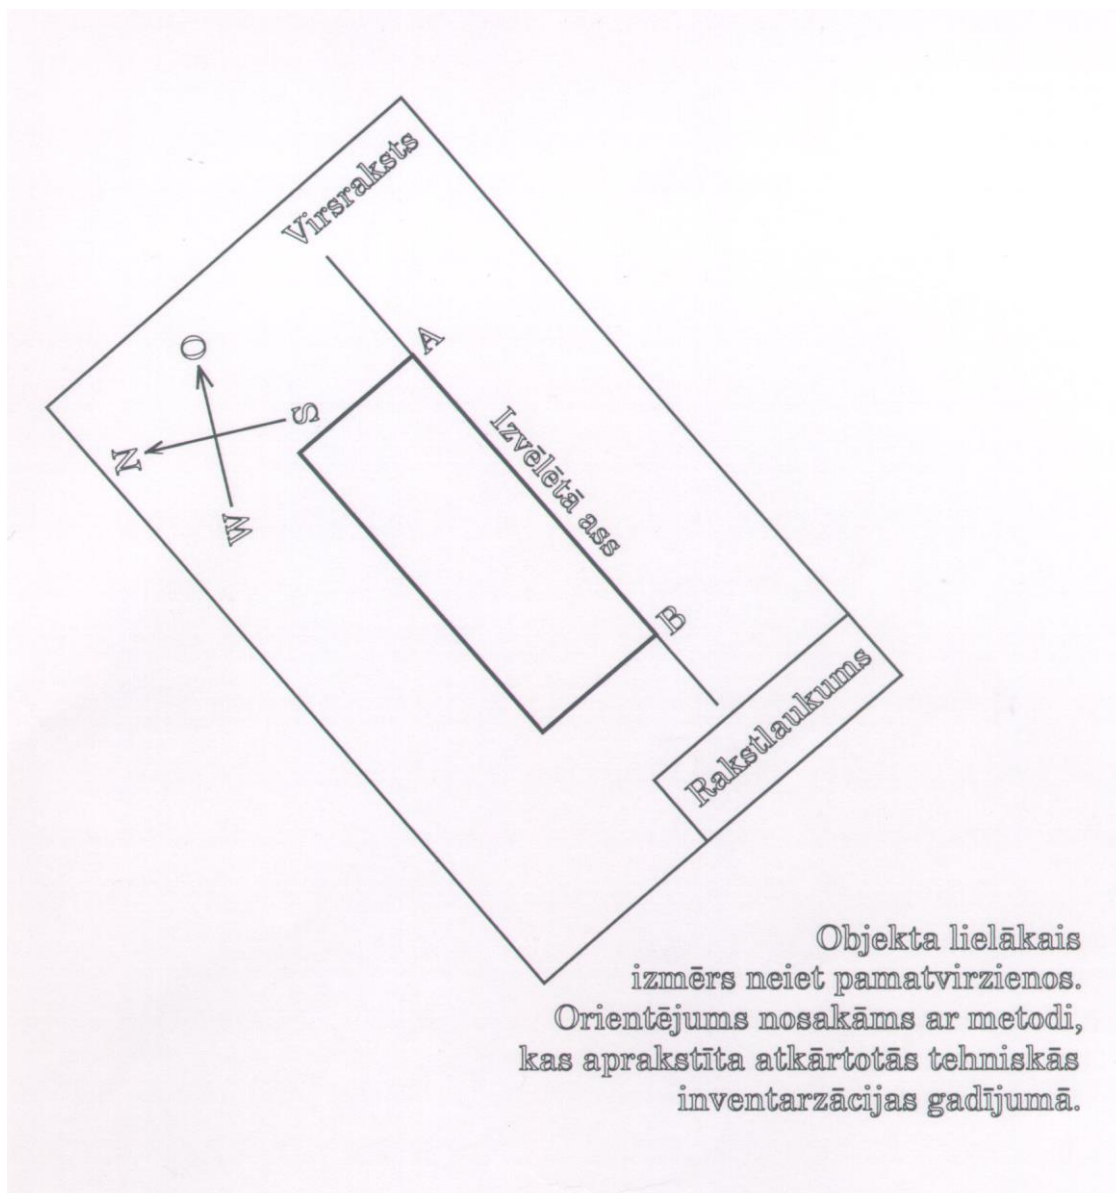 Virsraksts
O
A
S
N
W
Izvēlētā ass
B
Rakstlaukums
Objekta lielākais
izmērs neiet pamatvirzienos.
Orientējums nosakāms ar metodi,
kas aprakstīta atkārtotās tehniskās
inventarzācijas gadījumā.